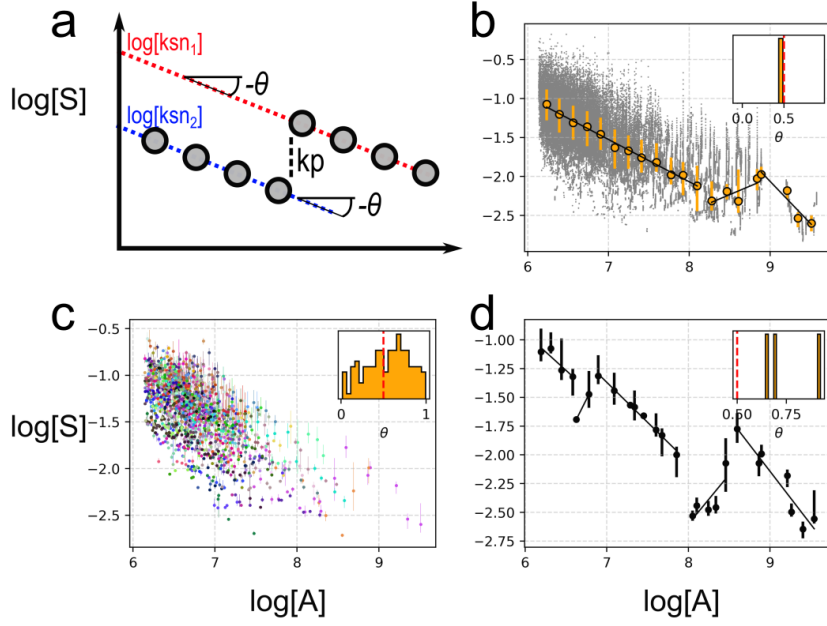 a
log[S]
log[ksn₁]
log[ksn₂]
-θ
kp
-θ
b
−0.5
−1.0
−1.5
−2.0
−2.5
6
7
8
9
0.0
0.5
θ
c
log[S]
−0.5
−1.0
−1.5
−2.0
−2.5
6
7
8
9
0
1
θ
log[A]
d
−1.00
−1.25
−1.50
−1.75
−2.00
−2.25
−2.50
−2.75
6
7
8
9
0.60
0.75
θ
log[A]